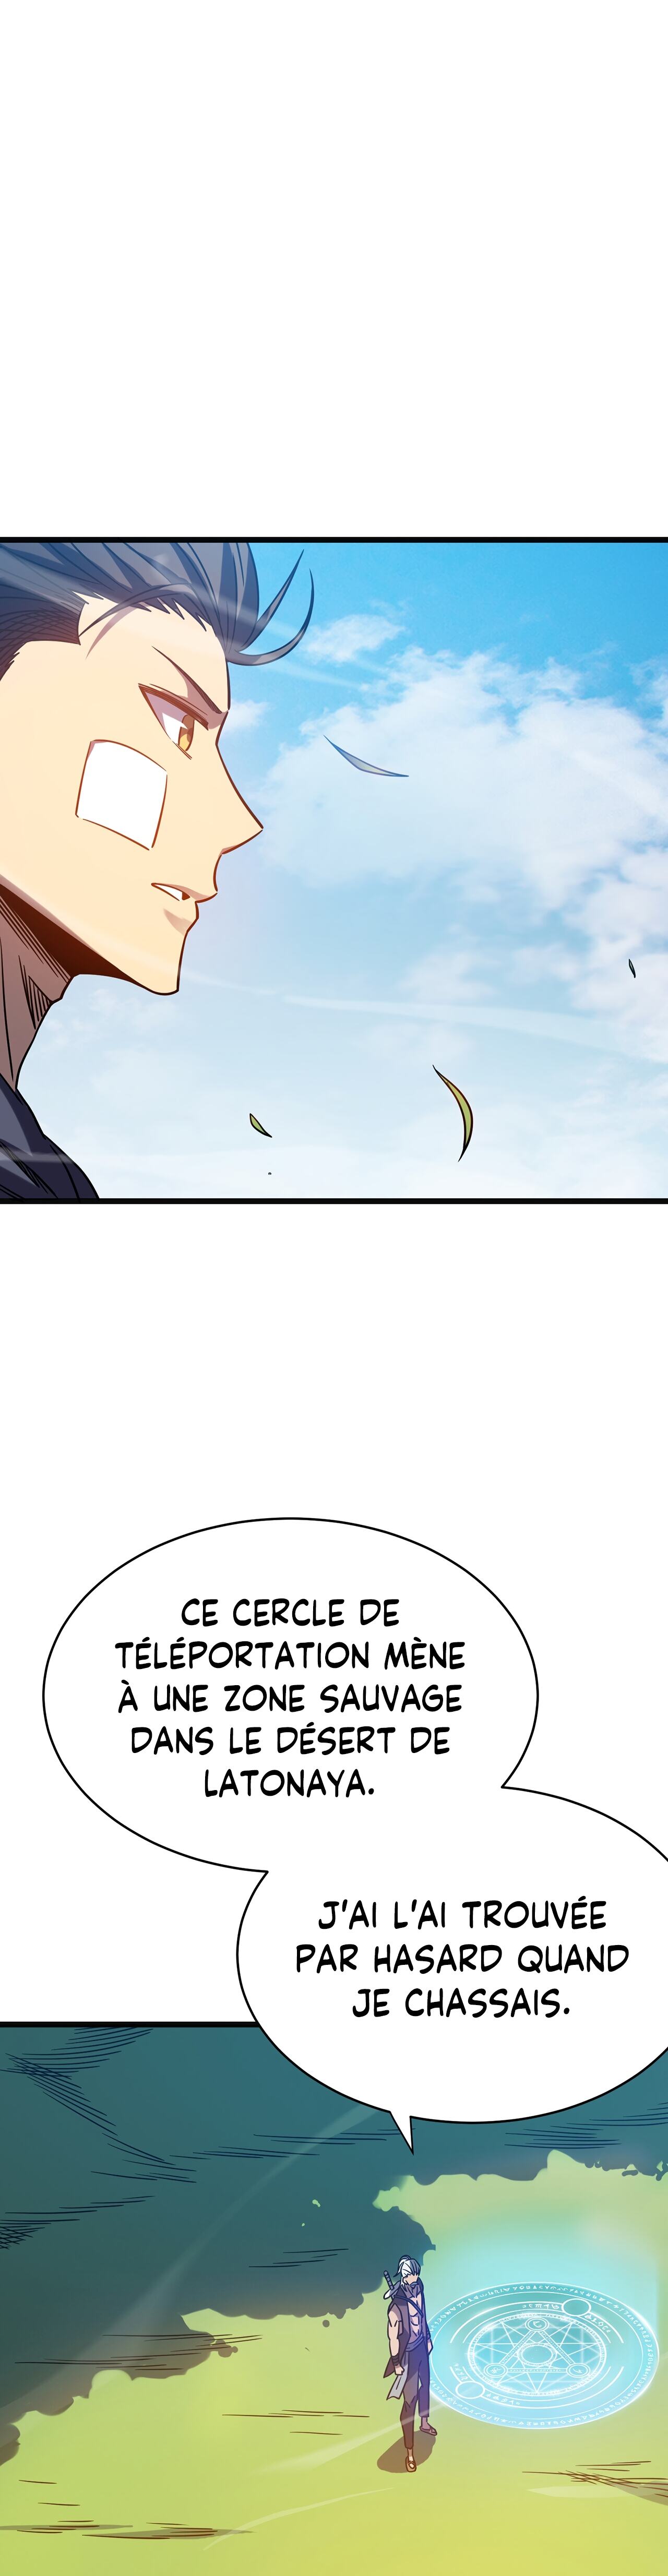 CE CERCLE DE
TÉLÉPORTATION MÈNE
À UNE ZONE SAUVAGE
DANS LE DÉSERT DE
LATONAYA.
J'AI L'AI TROUVÉE
PAR HASARD QUAND
JE CHASSAIS.